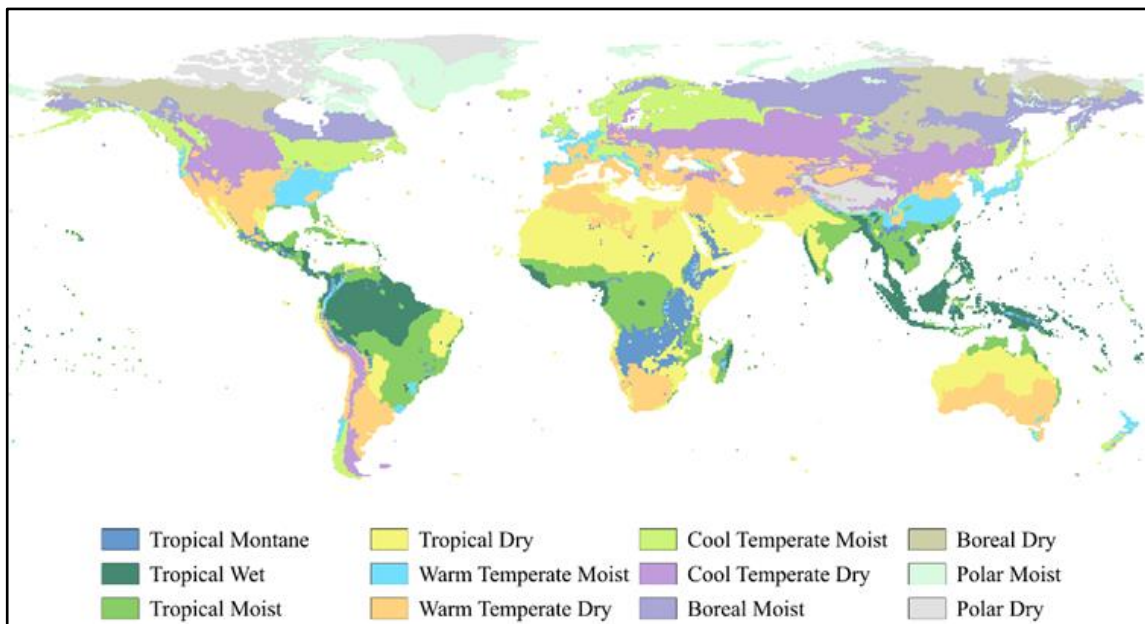 Tropical Montane Tropical Dry Cool Temperate Moist Boreal Dry
Tropical Wet Warm Temperate Moist Cool Temperate Dry Polar Moist
Tropical Moist Warm Temperate Dry Boreal Moist Polar Dry